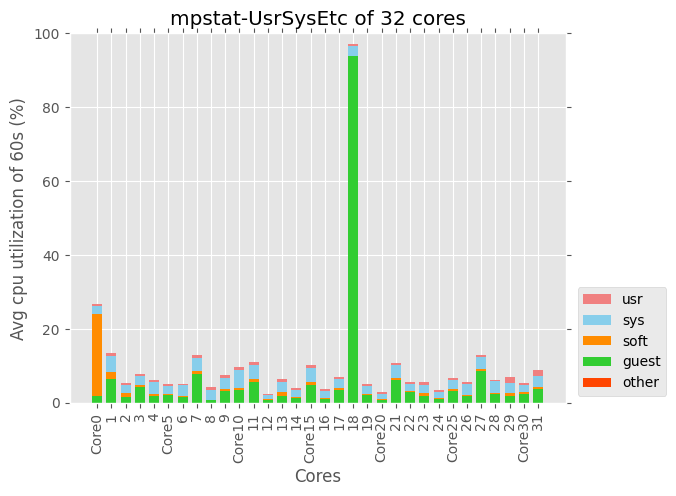 mpstat-UsrSysEtc of 32 cores
Avg cpu utilization of 60s (%)
100
80
60
40
20
0
Core0
1
2
3
4
Core5
6
7
8
9
Core10
11
12
13
14
Core15
16
17
18
19
Core20
21
22
23
24
Core25
26
27
28
29
Core30
31
Cores
usr
sys
soft
guest
other